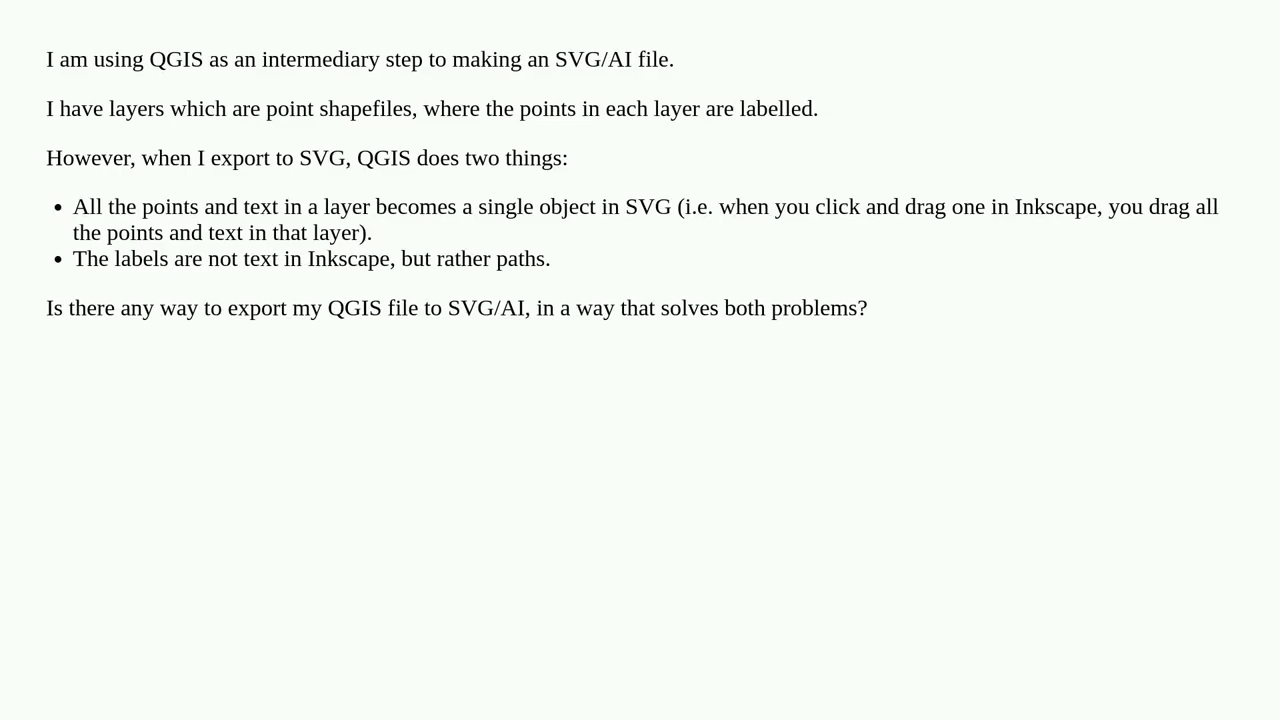 I am using QGIS as an intermediary step to making an SVG/AI file.
I have layers which are point shapefiles, where the points in each layer are labelled.
However, when I export to SVG, QGIS does two things:
• All the points and text in a layer becomes a single object in SVG (i.e. when you click and drag one in Inkscape, you drag all
the points and text in that layer).
• The labels are not text in Inkscape, but rather paths.
Is there any way to export my QGIS file to SVG/AI, in a way that solves both problems?